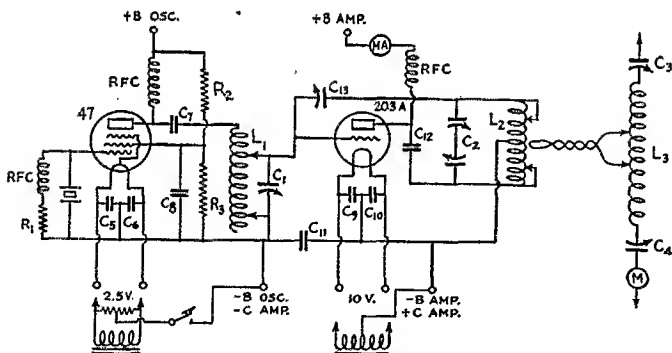 +B OSC.
+B AMP.
MA
RFC
R2
47
C7
C13
RFC
203A
C12
C2
L2
C3
L1
L3
C1
RFC
R1
C5
C6
C8
R3
C9
C10
C11
C4
M
2.5V.
-B OSC.
-C AMP.
10V.
-B AMP.
+C AMP.